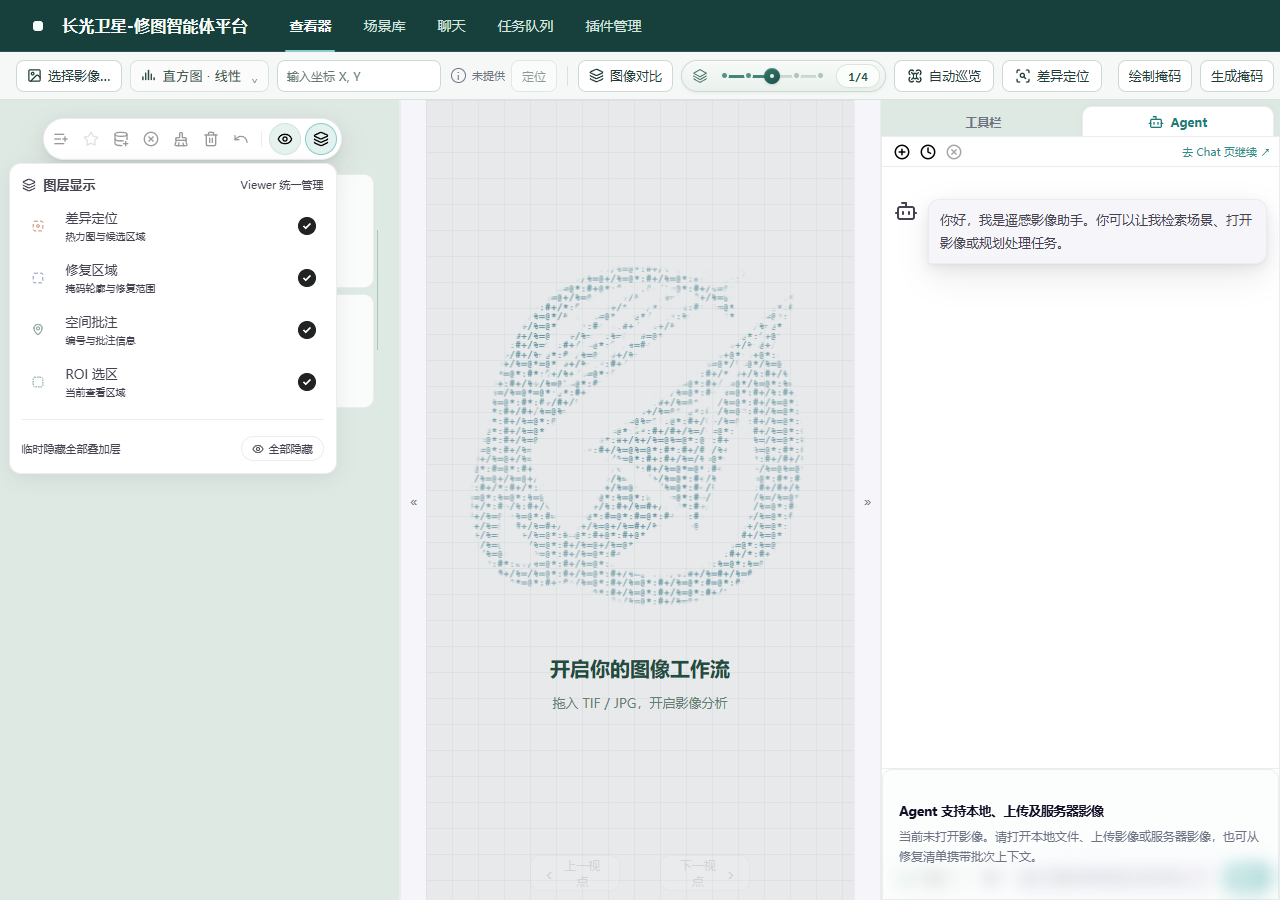 长光卫星-修图智能体平台
查看器
场景库
聊天
任务队列
插件管理
选择影像...
直方图 · 线性
输入坐标 X, Y
未提供
定位
图像对比
1/4
自动巡览
差异定位
绘制掩码
生成掩码
图层显示
Viewer 统一管理
差异定位
热力图与候选区域
修复区域
掩码轮廓与修复范围
空间批注
编号与批注信息
ROI 选区
当前查看区域
临时隐藏全部叠加层
全部隐藏
«
»
开启你的图像工作流
拖入 TIF / JPG，开启影像分析
上一视点
下一视点
工具栏
Agent
去 Chat 页继续 ↗
你好，我是遥感影像助手。你可以让我检索场景、打开
影像或规划处理任务。
Agent 支持本地、上传及服务器影像
当前未打开影像。请打开本地文件、上传影像或服务器影像，也可从
修复清单携带批次上下文。